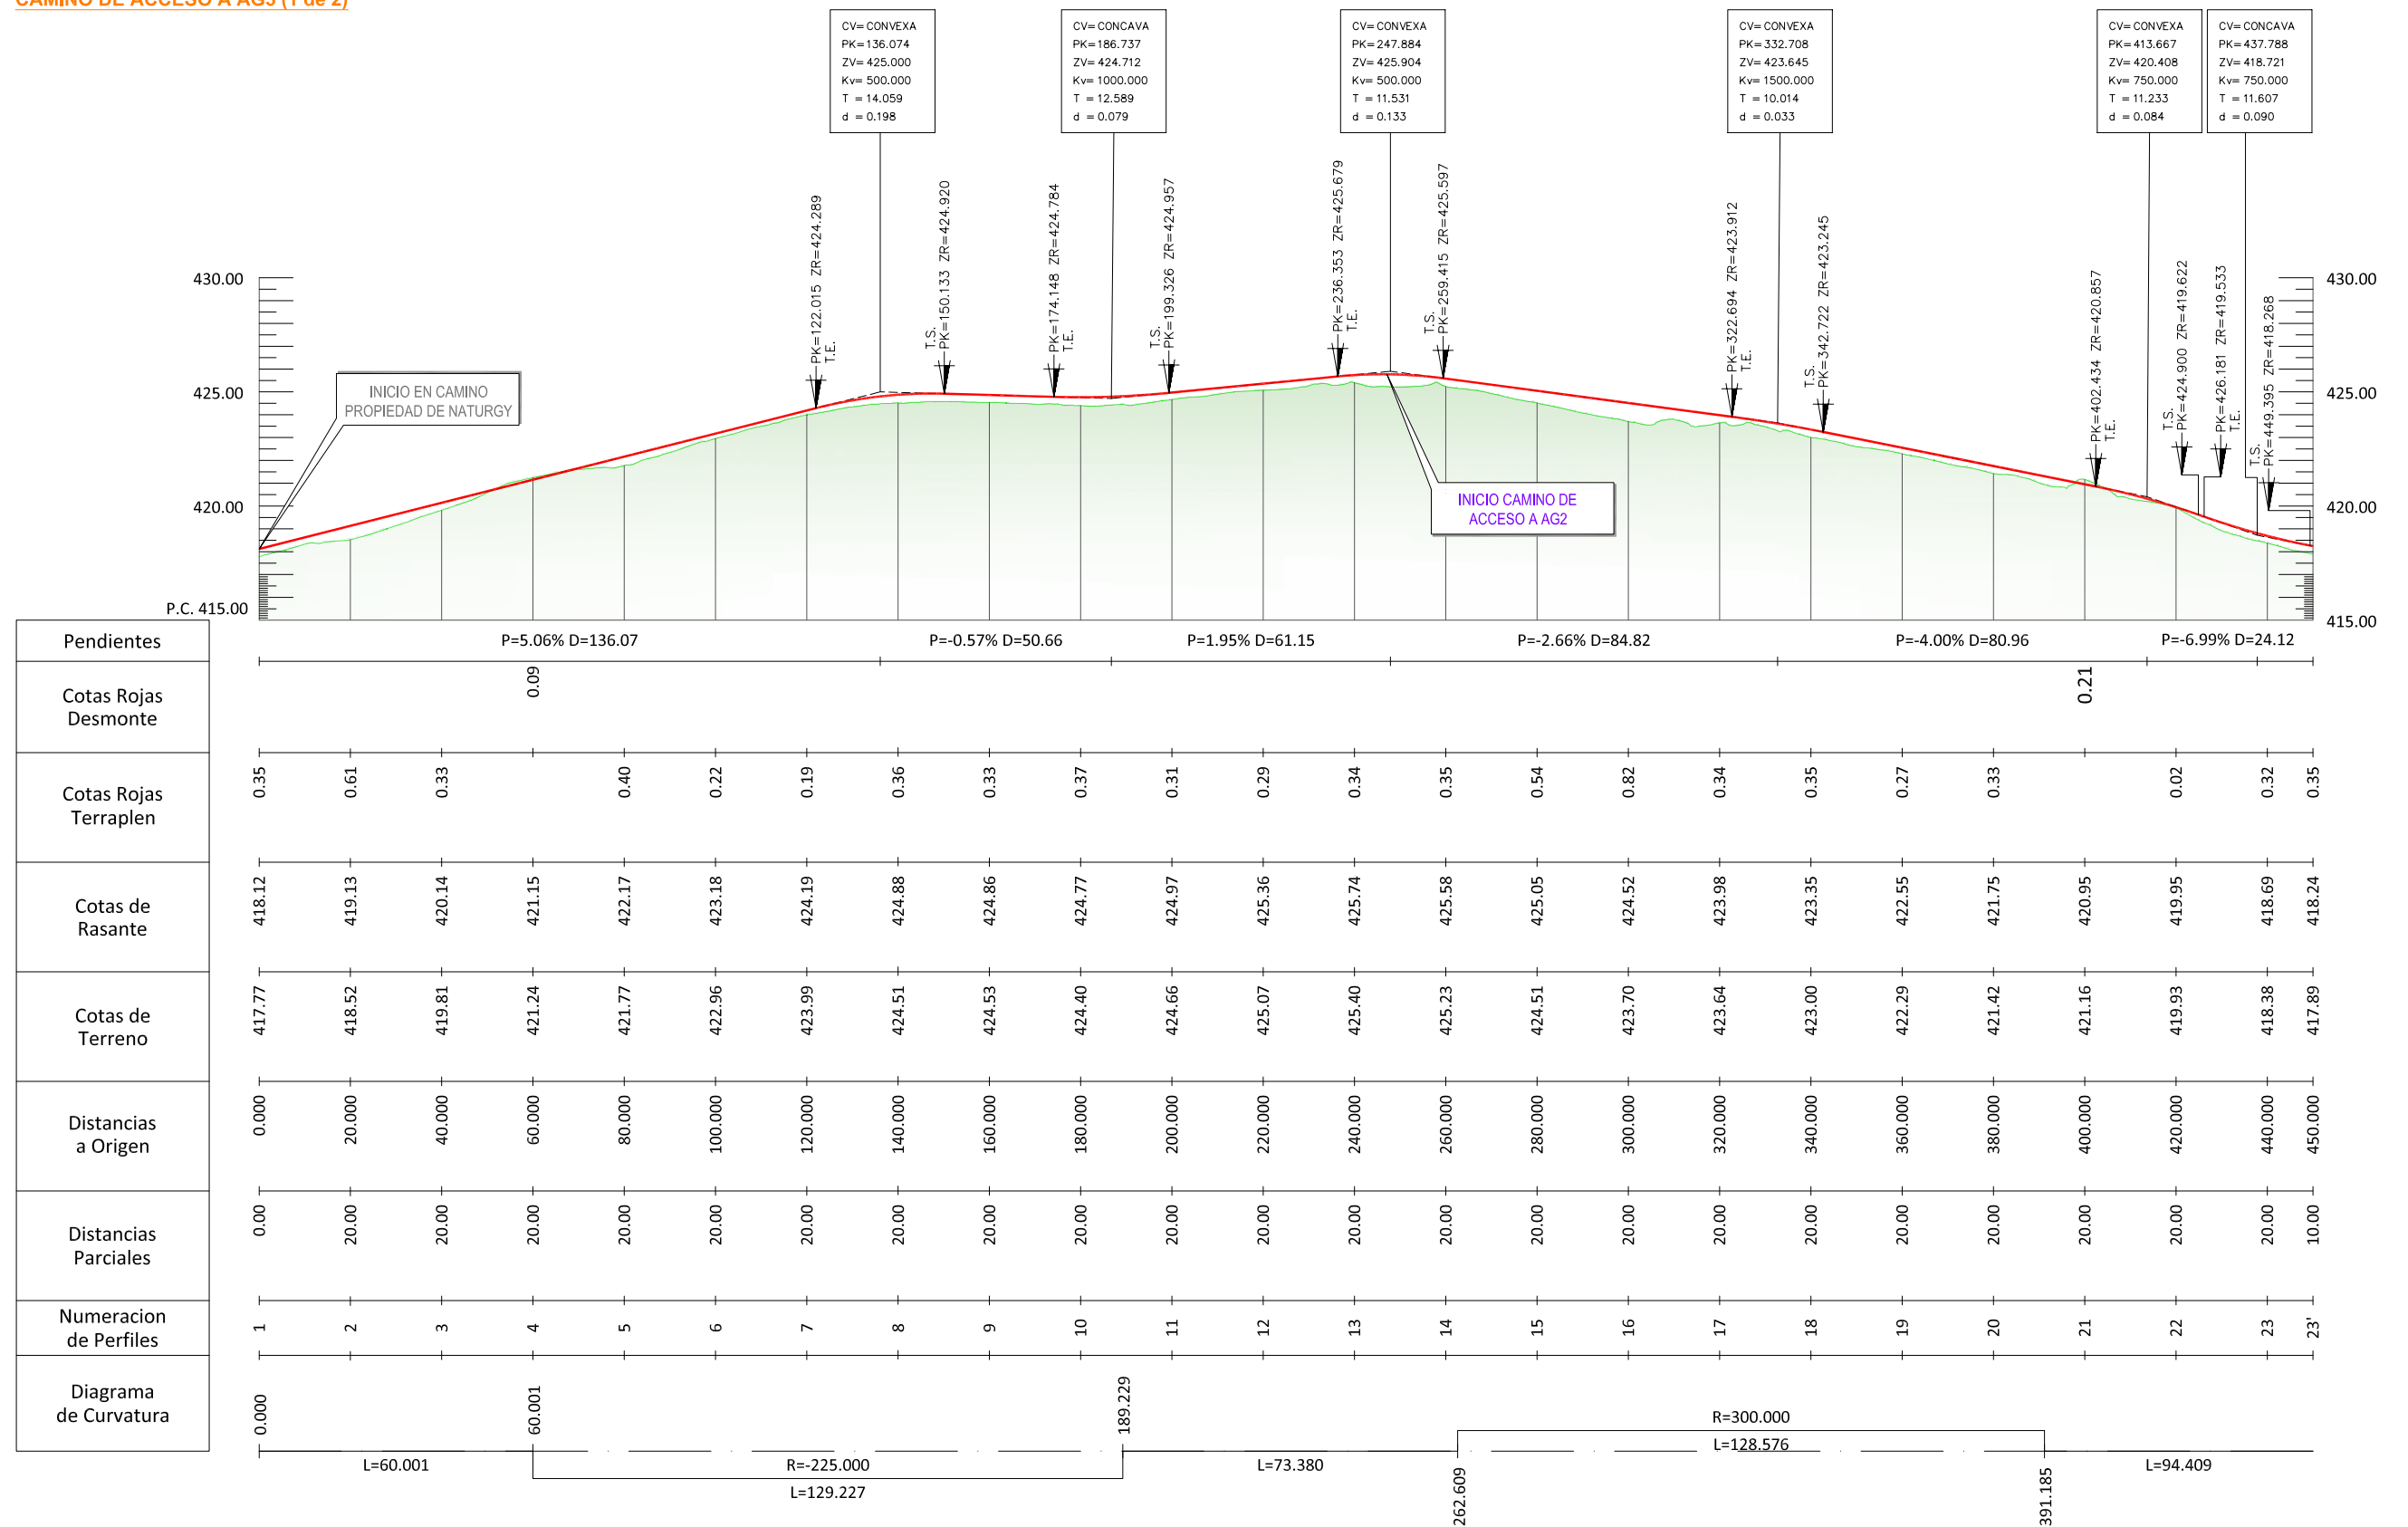 CAMINO DE ACCESO A AG3 (1 de 2)
CV= CONVEXA
PK= 136.074
ZV= 425.000
Kv= 500.000
T = 14.059
d = 0.198
CV= CONCAVA
PK= 186.737
ZV= 424.712
Kv= 1000.000
T = 12.589
d = 0.079
CV= CONVEXA
PK= 247.884
ZV= 425.904
Kv= 500.000
T = 11.531
d = 0.133
CV= CONVEXA
PK= 332.708
ZV= 423.645
Kv= 1500.000
T = 10.014
d = 0.033
CV= CONVEXA
PK= 413.667
ZV= 420.408
Kv= 750.000
T = 11.233
d = 0.084
CV= CONCAVA
PK= 437.788
ZV= 418.721
Kv= 750.000
T = 11.607
d = 0.090
PK=122.015 ZR=424.289
T.E.
T.S.
PK=150.133 ZR=424.920
PK=174.148 ZR=424.784
T.E.
T.S.
PK=199.326 ZR=424.957
PK=236.353 ZR=425.679
T.E.
T.S.
PK=259.415 ZR=425.597
PK=322.694 ZR=423.912
T.E.
T.S.
PK=342.722 ZR=423.245
PK=402.434 ZR=420.857
T.E.
T.S.
PK=424.900 ZR=419.622
PK=426.181 ZR=419.533
T.E.
T.S.
PK=449.395 ZR=418.268
430.00
425.00
420.00
P.C. 415.00
430.00
425.00
420.00
415.00
INICIO EN CAMINO
PROPIEDAD DE NATURGY
INICIO CAMINO DE
ACCESO A AG2
Pendientes
P=5.06% D=136.07 P=-0.57% D=50.66 P=1.95% D=61.15 P=-2.66% D=84.82 P=-4.00% D=80.96 P=-6.99% D=24.12
Cotas Rojas
Desmonte
0.09 0.21
Cotas Rojas
Terraplen
0.35 0.61 0.33 0.40 0.22 0.19 0.36 0.33 0.37 0.31 0.29 0.34 0.35 0.54 0.82 0.34 0.35 0.27 0.33 0.02 0.32 0.35
Cotas de
Rasante
418.12 419.13 420.14 421.15 422.17 423.18 424.19 424.88 424.86 424.77 424.97 425.36 425.74 425.58 425.05 424.52 423.98 423.35 422.55 421.75 420.95 419.95 418.69 418.24
Cotas de
Terreno
417.77 418.52 419.81 421.24 421.77 422.96 423.99 424.51 424.53 424.40 424.66 425.07 425.40 425.23 424.51 423.70 423.64 423.00 422.29 421.42 421.16 419.93 418.38 417.89
Distancias
a Origen
0.000 20.000 40.000 60.000 80.000 100.000 120.000 140.000 160.000 180.000 200.000 220.000 240.000 260.000 280.000 300.000 320.000 340.000 360.000 380.000 400.000 420.000 440.000 450.000
Distancias
Parciales
0.00 20.00 20.00 20.00 20.00 20.00 20.00 20.00 20.00 20.00 20.00 20.00 20.00 20.00 20.00 20.00 20.00 20.00 20.00 20.00 20.00 20.00 20.00 10.00
Numeracion
de Perfiles
1 2 3 4 5 6 7 8 9 10 11 12 13 14 15 16 17 18 19 20 21 22 23 23'
Diagrama
de Curvatura
0.000 60.001 189.229 262.609 391.185
L=60.001
R=-225.000
L=129.227
L=73.380
R=300.000
L=128.576
L=94.409